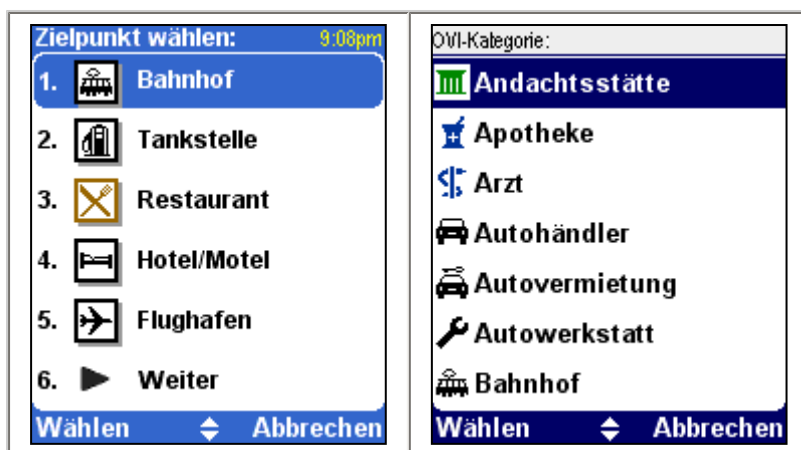 Zielpunkt wählen: 9:08pm
1. Bahnhof
2. Tankstelle
3. Restaurant
4. Hotel/Motel
5. Flughafen
6. Weiter
Wählen Abbrechen
OVI-Kategorie:
Andachtsstätte
Apotheke
Arzt
Autohändler
Autovermietung
Autowerkstatt
Bahnhof
Wählen Abbrechen